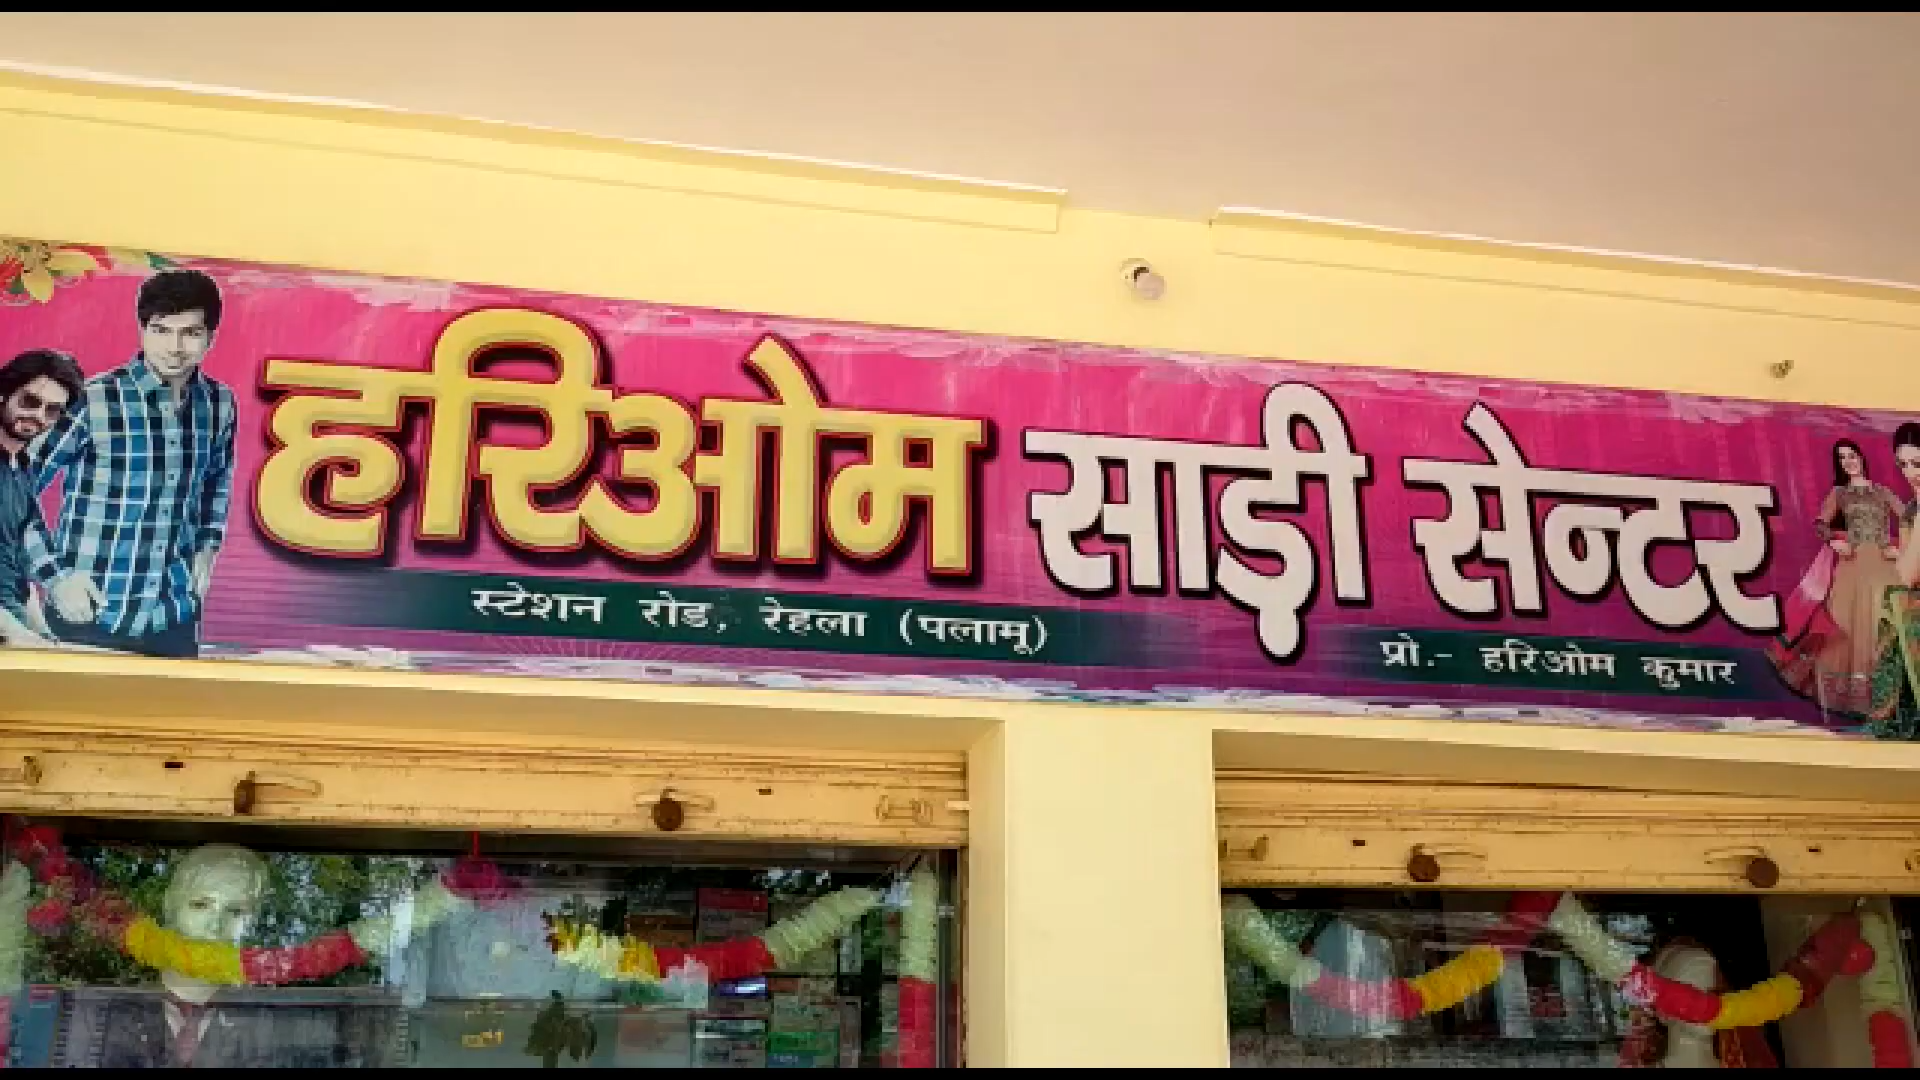 हरिओम साड़ी सेन्टर
स्टेशन रोड, रेहला (पलामू)
प्रो.- हरिओम कुमार